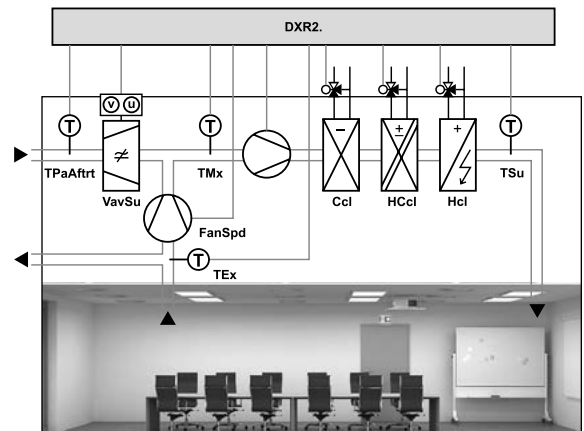 DXR2.
v u
T T T
TPaAftrt TMx TSu
VavSu Ccl HCcl Hcl
FanSpd
T
TEx